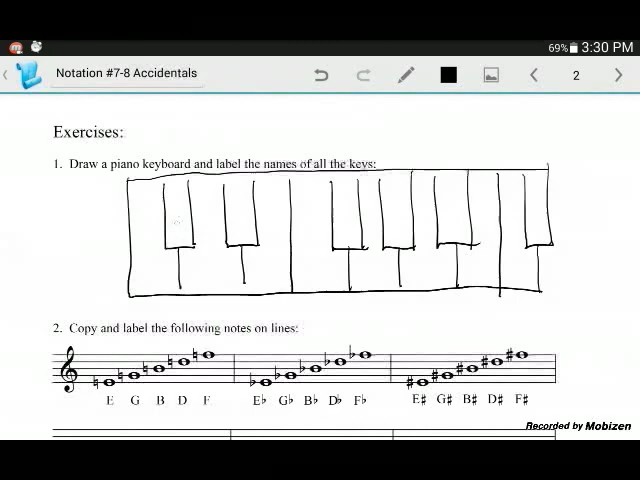 69% 3:30 PM
Notation #7-8 Accidentals
2
Exercises:
1. Draw a piano keyboard and label the names of all the keys:
2. Copy and label the following notes on lines:
E G B D F E♭ G♭ B♭ D♭ F♭ E♯ G♯ B♯ D♯ F♯
Recorded by Mobizen